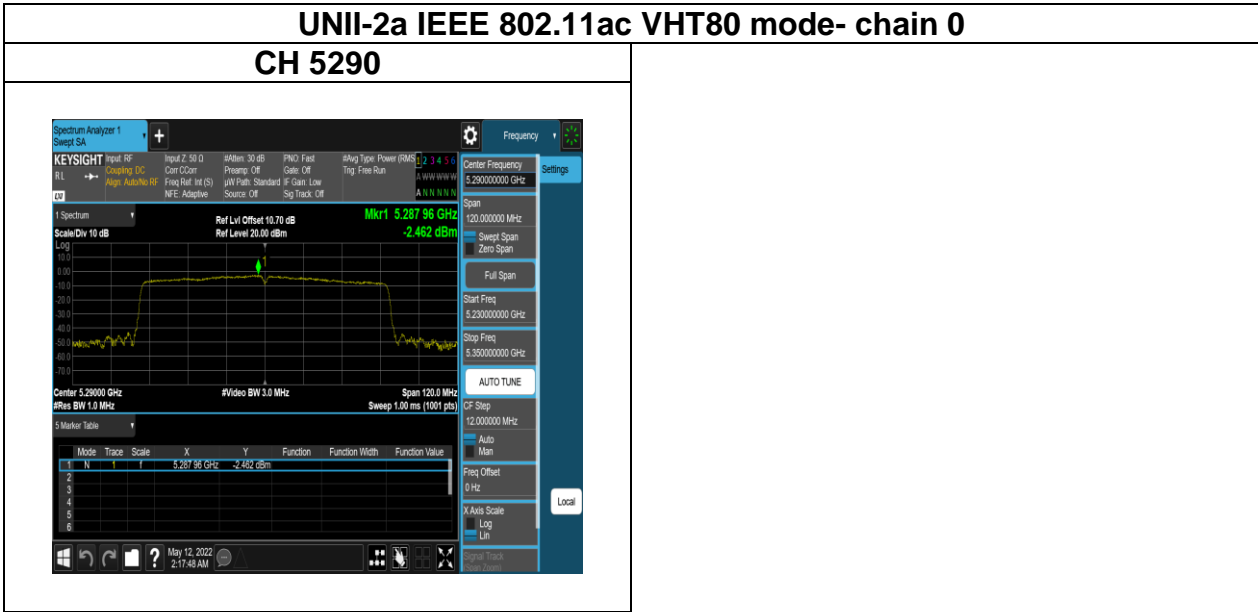 UNII-2a IEEE 802.11ac VHT80 mode- chain 0
CH 5290
Spectrum Analyzer 1
Swept SA
Frequency
KEYSIGHT
R L
Input: RF
Coupling: DC
Align: Auto/No RF
Input Z: 50 Ω
Corr CCorr
Freq Ref: Int (S)
NFE: Adaptive
#Atten: 30 dB
Preamp: Off
µW Path: Standard
Source: Off
PNO: Fast
Gate: Off
IF Gain: Low
Sig Track: Off
#Avg Type: Power (RMS
Trig: Free Run
1 2 3 4 5 6
A W W W W W
A N N N N N
1 Spectrum
Scale/Div 10 dB
Ref Lvl Offset 10.70 dB
Ref Level 20.00 dBm
Mkr1 5.287 96 GHz
-2.462 dBm
Log
10.0
0.00
-10.0
-20.0
-30.0
-40.0
-50.0
-60.0
-70.0
1
Center 5.29000 GHz
#Video BW 3.0 MHz
Span 120.0 MHz
#Res BW 1.0 MHz
Sweep 1.00 ms (1001 pts)
5 Marker Table
Mode Trace Scale X Y Function Function Width Function Value
1 N 1 f 5.287 96 GHz -2.462 dBm
2
3
4
5
6
May 12, 2022
2:17:48 AM
Center Frequency
5.290000000 GHz
Span
120.000000 MHz
Swept Span
Zero Span
Full Span
Start Freq
5.230000000 GHz
Stop Freq
5.350000000 GHz
AUTO TUNE
CF Step
12.000000 MHz
Auto
Man
Freq Offset
0 Hz
X Axis Scale
Log
Lin
Signal Track
(Span Zoom)
Settings
Local